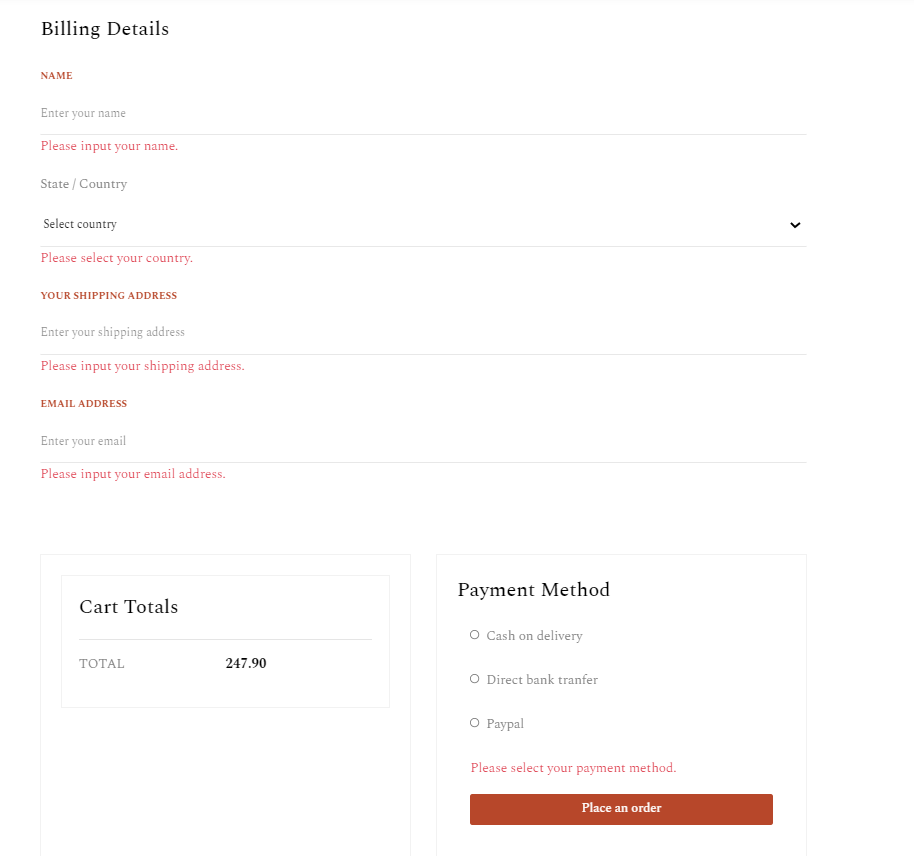 Billing Details
NAME
Enter your name
Please input your name.
State / Country
Select country
Please select your country.
YOUR SHIPPING ADDRESS
Enter your shipping address
Please input your shipping address.
EMAIL ADDRESS
Enter your email
Please input your email address.
Cart Totals
TOTAL 247.90
Payment Method
Cash on delivery
Direct bank tranfer
Paypal
Please select your payment method.
Place an order